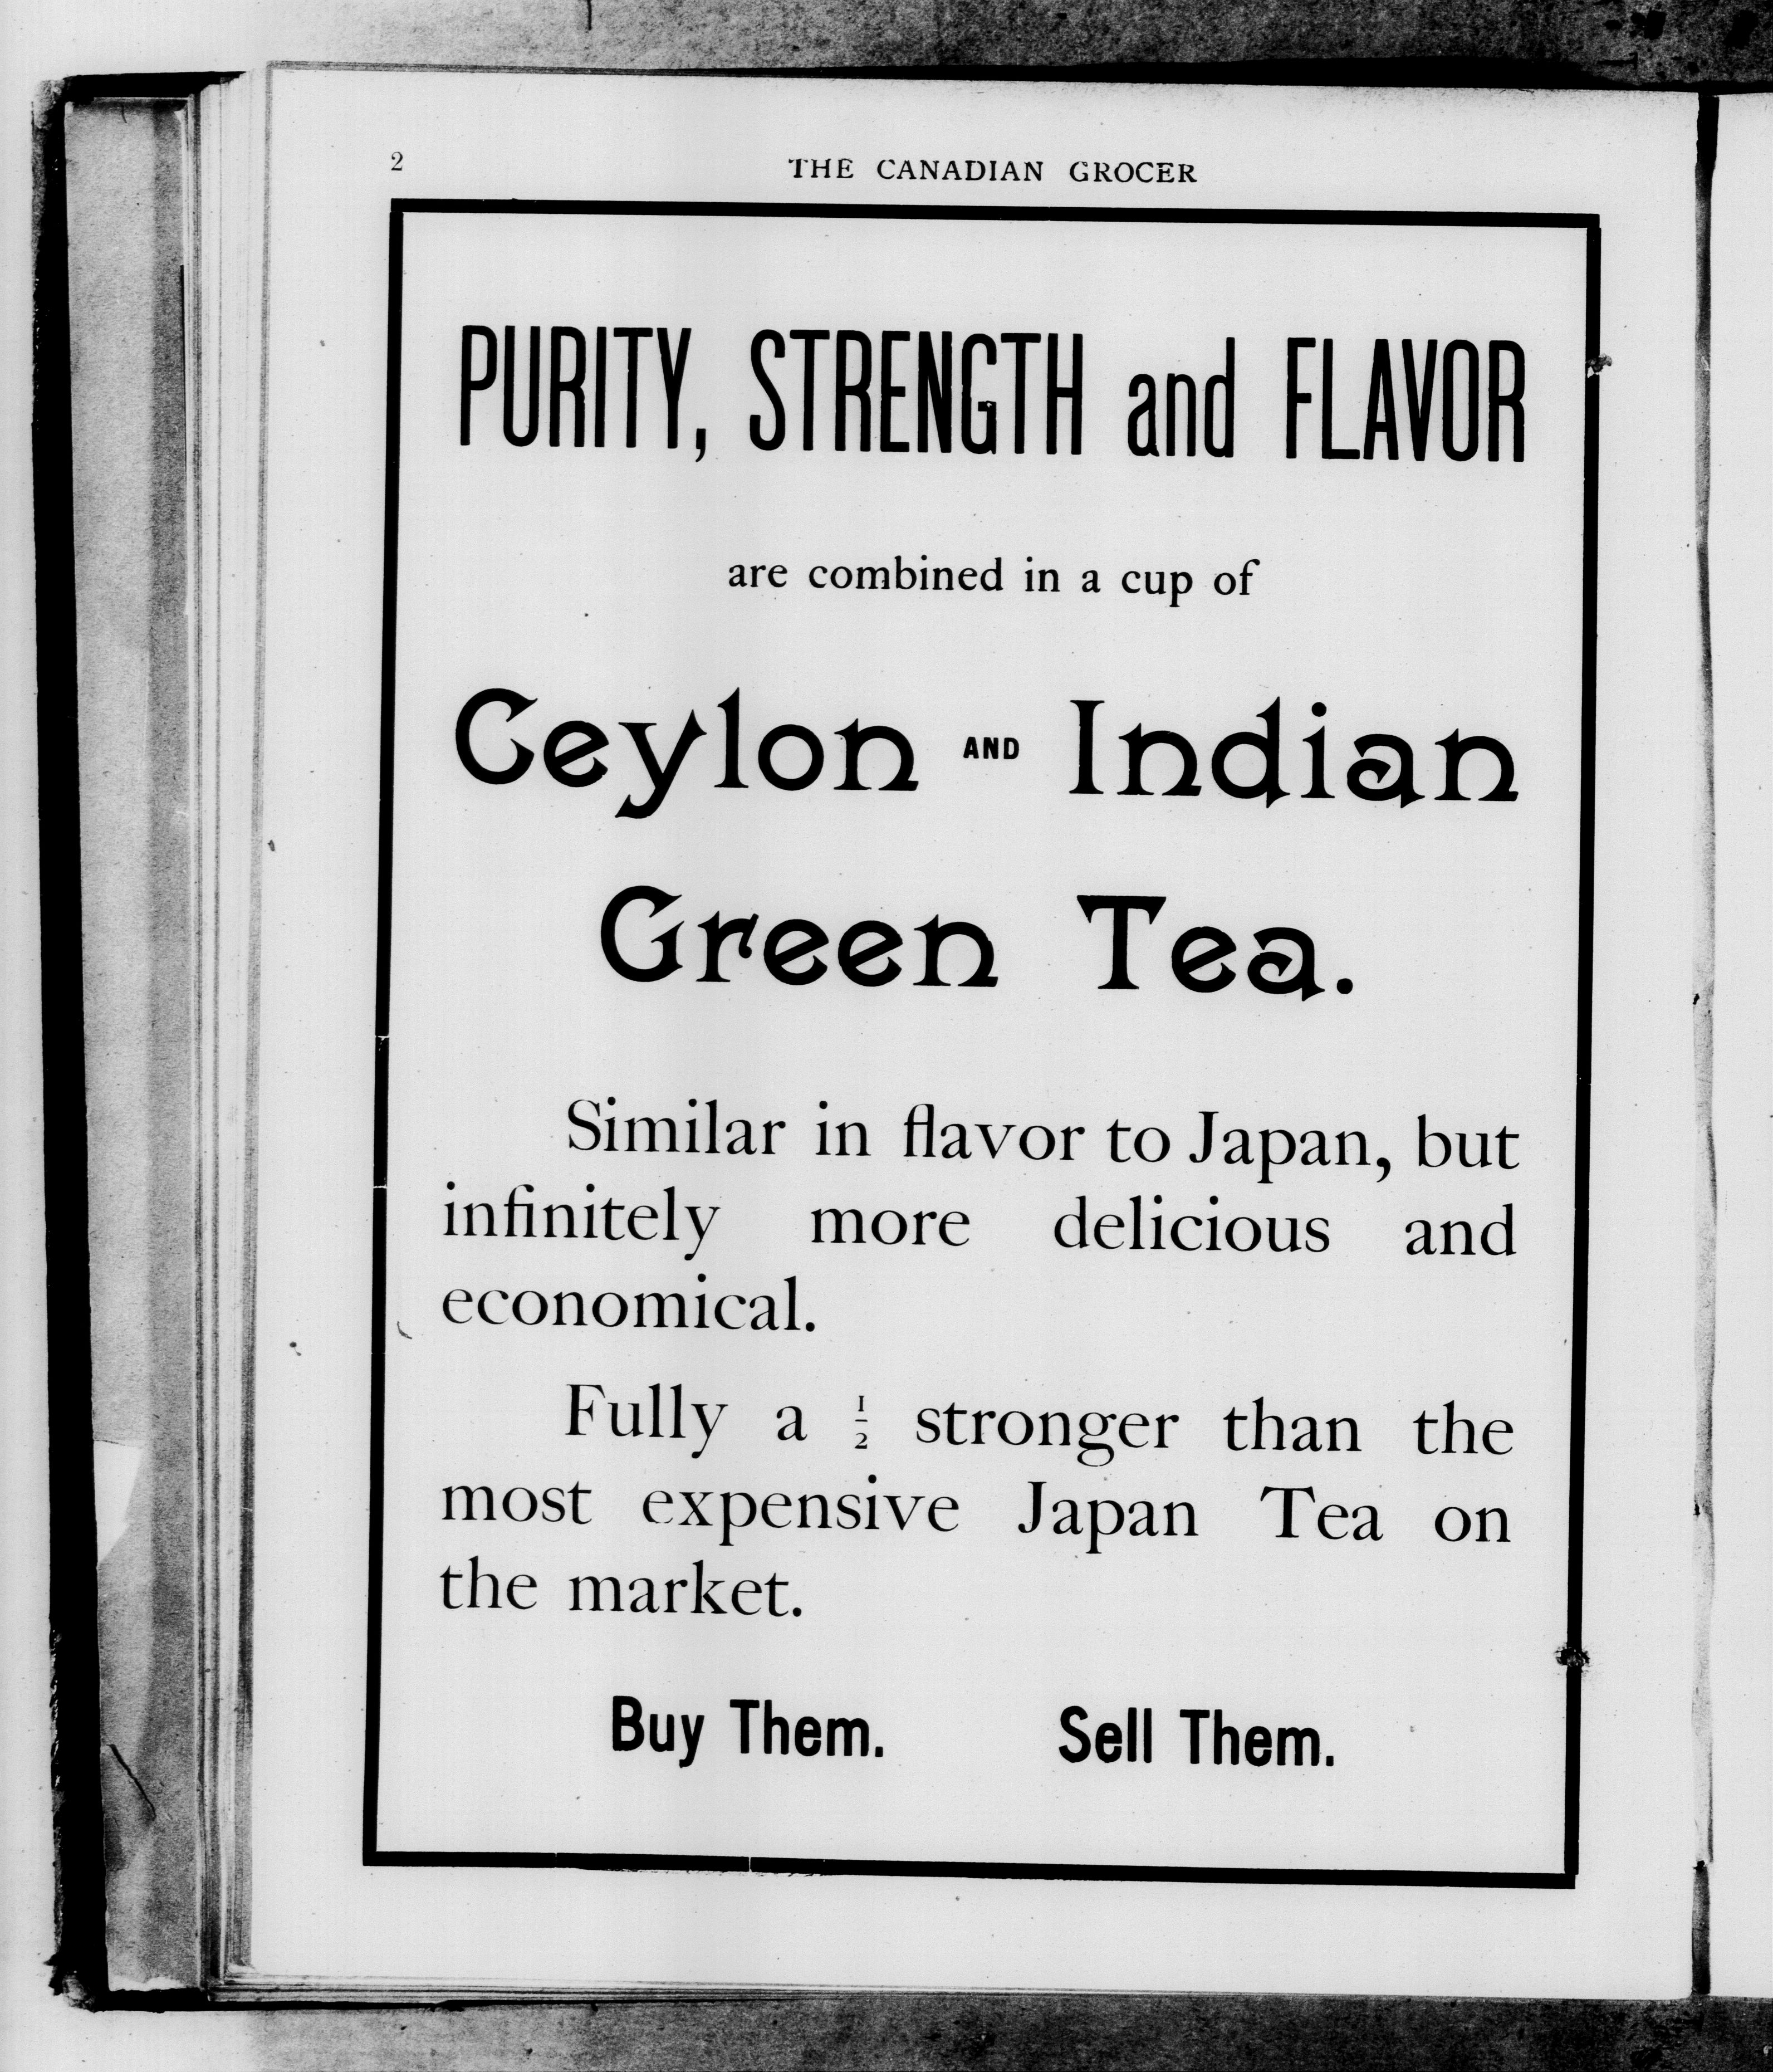 2
THE CANADIAN GROCER
PURITY, STRENGTH and FLAVOR
are combined in a cup of
Ceylon AND Indian
Green Tea.
Similar in flavor to Japan, but
infinitely more delicious and
economical.
Fully a ½ stronger than the
most expensive Japan Tea on
the market.
Buy Them. Sell Them.